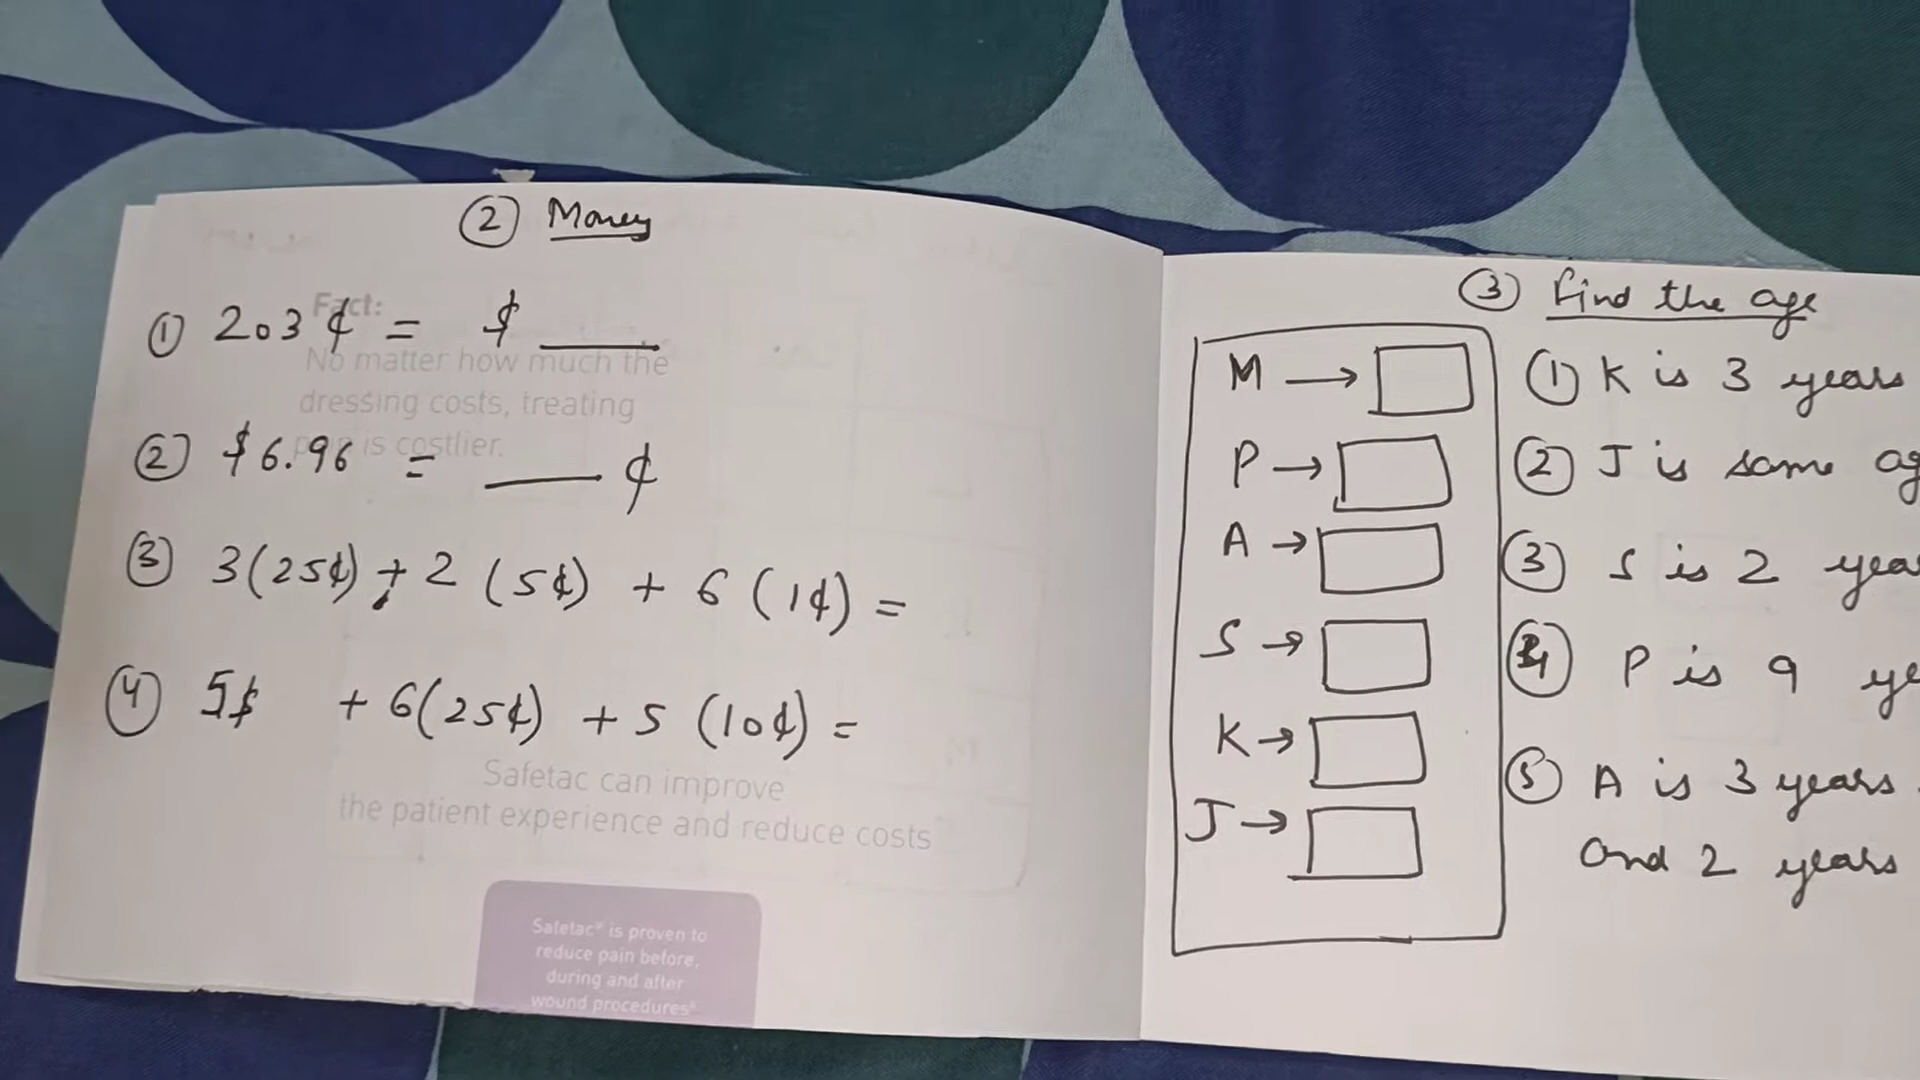 ② Money
① 203 ¢ = $ ____
② $6.96 = ___ ¢
③ 3(25¢) + 2 (5¢) + 6 (1¢) =
④ 5$ + 6(25¢) + 5 (10¢) =
Fact:
No matter how much the
dressing costs, treating
pain is costlier.
Safetac can improve
the patient experience and reduce costs
Safetac® is proven to
reduce pain before,
during and after
wound procedures
③ Find the age
M →
P →
A →
S →
K →
J →
① K is 3 years
② J is same
③ S is 2
④ P is 9
⑤ A is 3 years
and 2 years